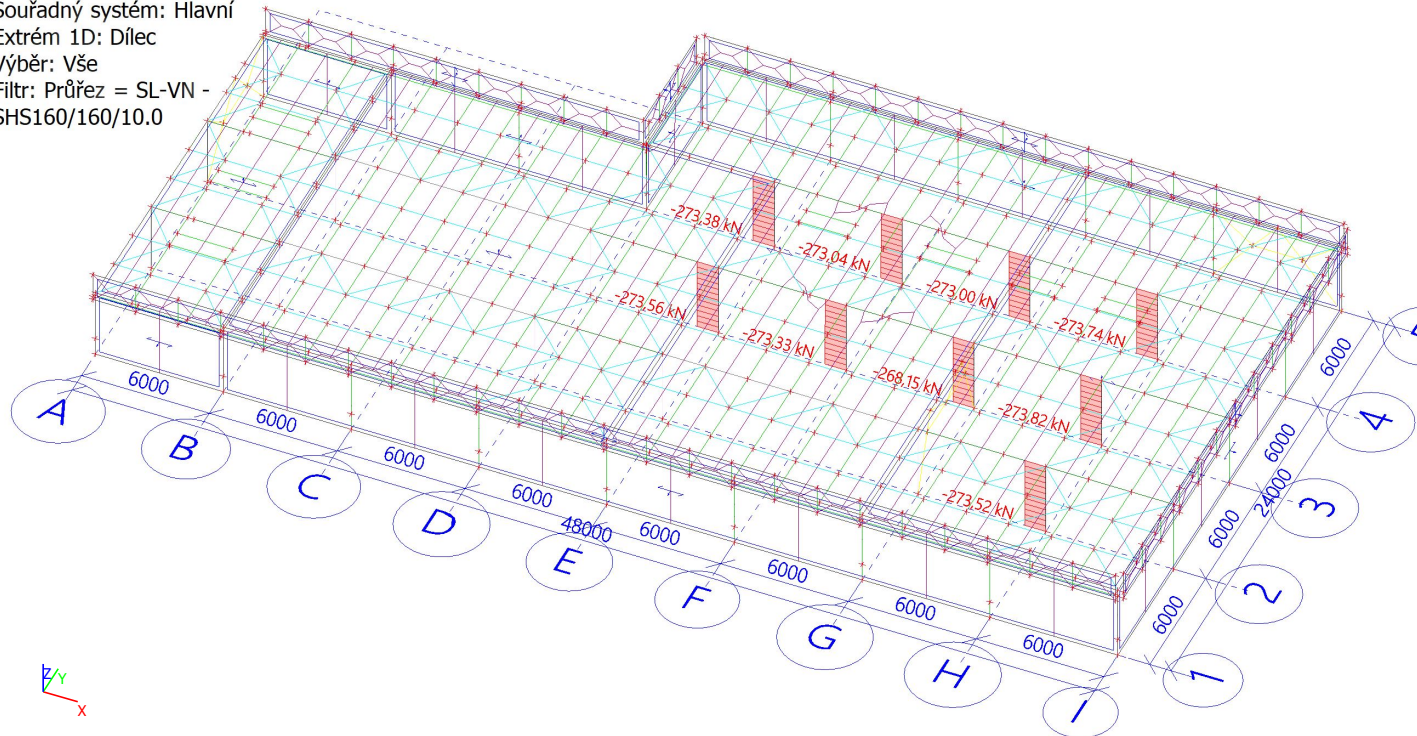 Souřadný systém: Hlavní
Extrém 1D: Dílec
Výběr: Vše
Filtr: Průřez = SL-VN -
SHS160/160/10.0
-273,38 kN
-273,04 kN
-273,00 kN
-273,74 kN
-273,56 kN
-273,33 kN
-268,15 kN
-273,82 kN
-273,52 kN
A
B
C
D
E
F
G
H
I
6000
6000
6000
6000
48000
6000
6000
6000
6000
1
2
3
4
6000
6000
24000
6000
6000
Z
Y
X